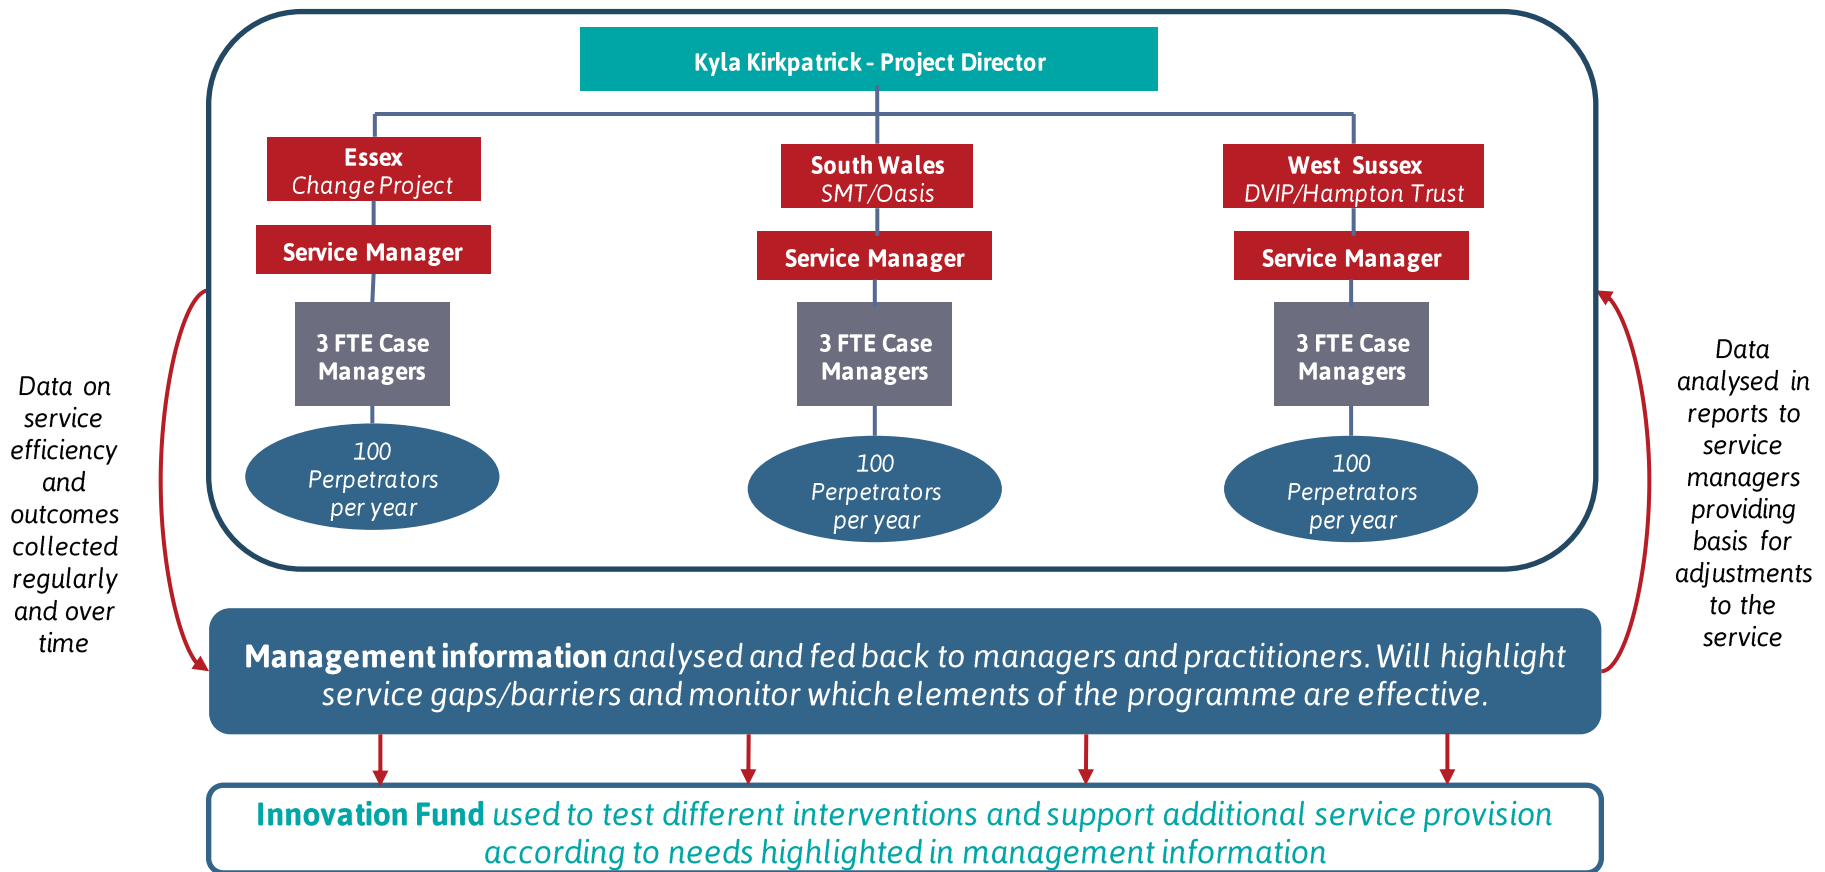 Kyla Kirkpatrick - Project Director
Essex
Change Project
Service Manager
3 FTE Case
Managers
100
Perpetrators
per year
South Wales
SMT/Oasis
Service Manager
3 FTE Case
Managers
100
Perpetrators
per year
West Sussex
DVIP/Hampton Trust
Service Manager
3 FTE Case
Managers
100
Perpetrators
per year
Data on
service
efficiency
and
outcomes
collected
regularly
and over
time
Data
analysed in
reports to
service
managers
providing
basis for
adjustments
to the
service
Management information analysed and fed back to managers and practitioners. Will highlight
service gaps/barriers and monitor which elements of the programme are effective.
Innovation Fund used to test different interventions and support additional service provision
according to needs highlighted in management information